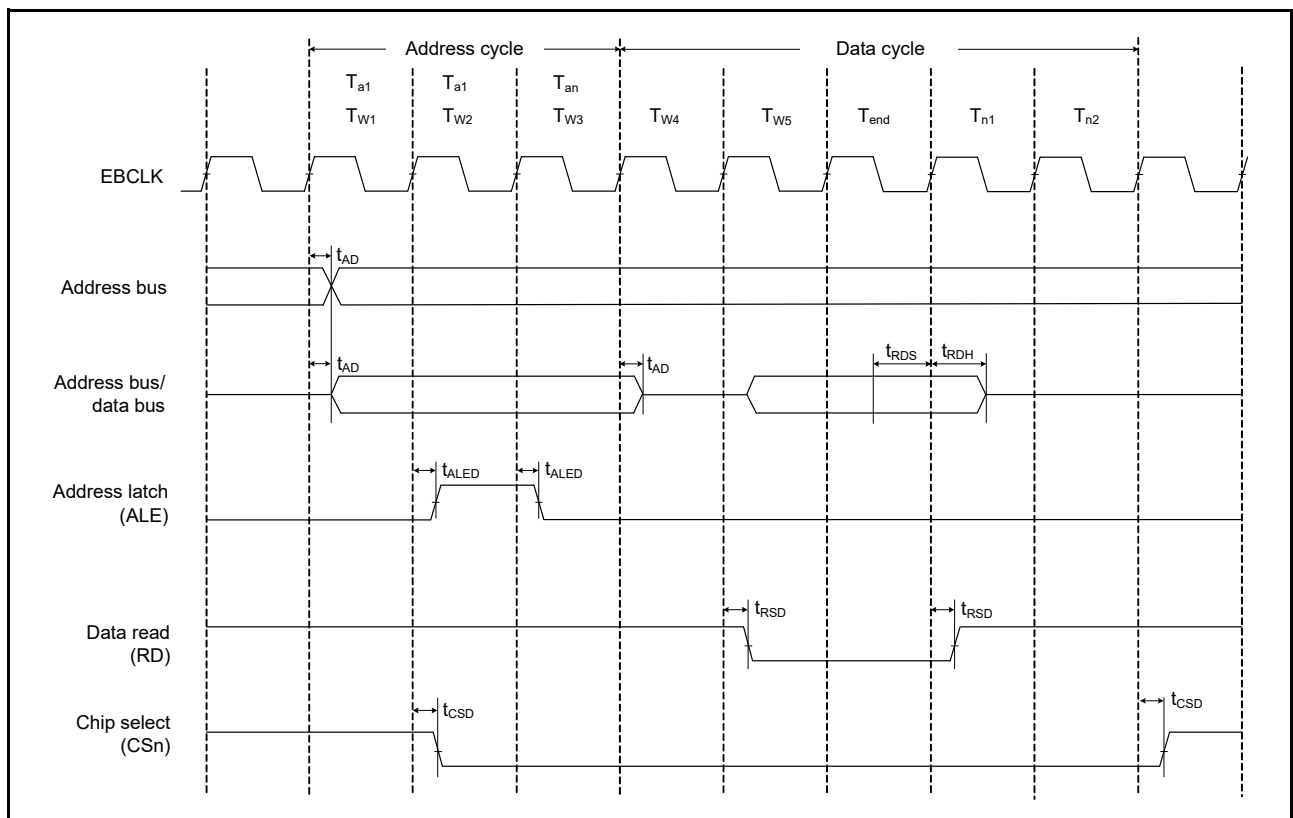 Address cycle Data cycle
Ta1 Ta1 Tan
TW1 TW2 TW3 TW4 TW5 Tend Tn1 Tn2
EBCLK
tAD
Address bus
tAD tAD tRDS tRDH
Address bus/
data bus
tALED tALED
Address latch
(ALE)
tRSD tRSD
Data read
(RD)
tCSD tCSD
Chip select
(CSn)